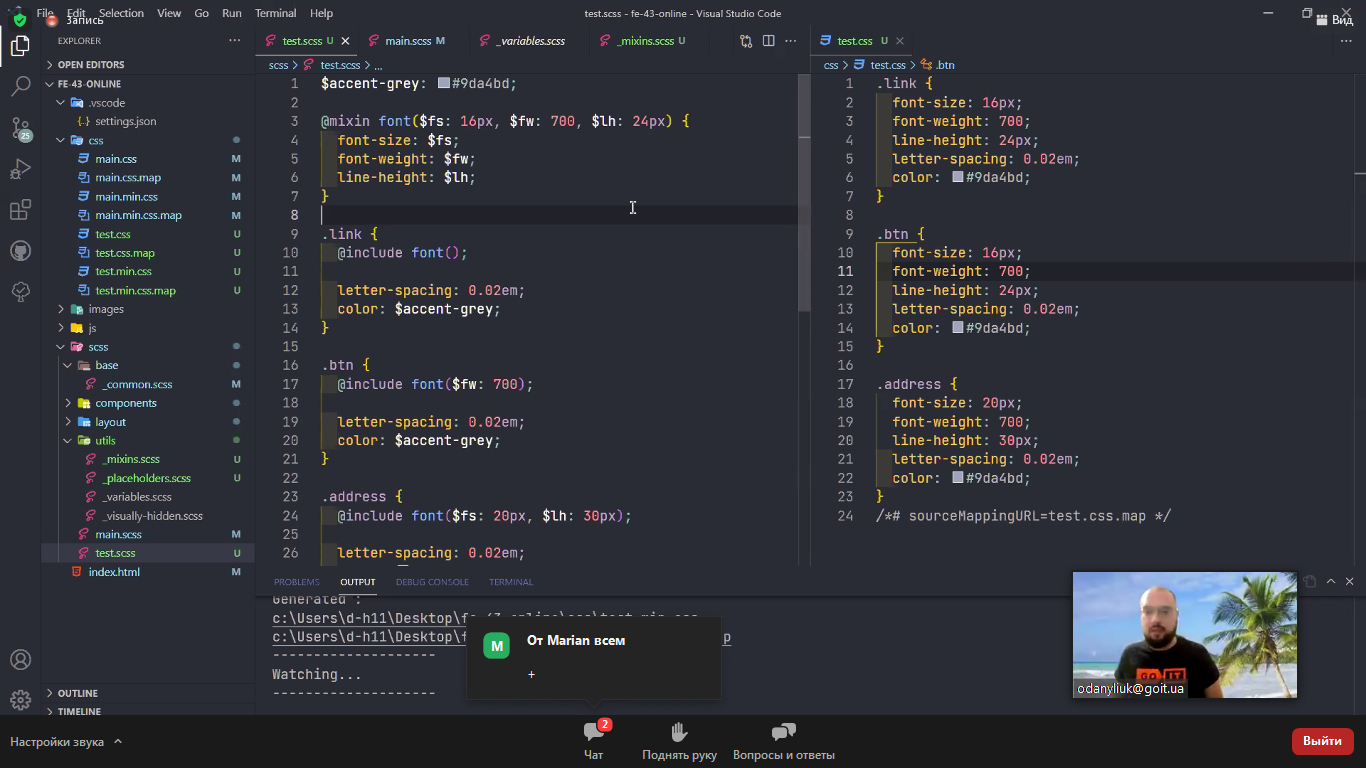 File Edit Selection View Go Run Terminal Help
test.scss - fe-43-online - Visual Studio Code
Запись
Вид
EXPLORER
OPEN EDITORS
FE-43-ONLINE
.vscode
settings.json
css
main.css M
main.css.map M
main.min.css M
main.min.css.map M
test.css U
test.css.map U
test.min.css U
test.min.css.map U
images
js
scss
base
_common.scss M
components
layout
utils
_mixins.scss U
_placeholders.scss U
_variables.scss
_visually-hidden.scss
main.scss M
test.scss U
index.html M
OUTLINE
TIMELINE
25
test.scss U
main.scss M
_variables.scss
_mixins.scss U
scss > test.scss > ...
1 $accent-grey: #9da4bd;
2
3 @mixin font($fs: 16px, $fw: 700, $lh: 24px) {
4 font-size: $fs;
5 font-weight: $fw;
6 line-height: $lh;
7 }
8
9 .link {
10 @include font();
11
12 letter-spacing: 0.02em;
13 color: $accent-grey;
14 }
15
16 .btn {
17 @include font($fw: 700);
18
19 letter-spacing: 0.02em;
20 color: $accent-grey;
21 }
22
23 .address {
24 @include font($fs: 20px, $lh: 30px);
25
26 letter-spacing: 0.02em;
test.css U
css > test.css > .btn
1 .link {
2 font-size: 16px;
3 font-weight: 700;
4 line-height: 24px;
5 letter-spacing: 0.02em;
6 color: #9da4bd;
7 }
8
9 .btn {
10 font-size: 16px;
11 font-weight: 700;
12 line-height: 24px;
13 letter-spacing: 0.02em;
14 color: #9da4bd;
15 }
16
17 .address {
18 font-size: 20px;
19 font-weight: 700;
20 line-height: 30px;
21 letter-spacing: 0.02em;
22 color: #9da4bd;
23 }
24 /*# sourceMappingURL=test.css.map */
PROBLEMS OUTPUT DEBUG CONSOLE TERMINAL
Generated :
c:\Users\d-h11\Desktop\fe-43-online\css\test.min.css
c:\Users\d-h11\Desktop\f
p
-------------------
Watching...
-------------------
M
От Marian всем
+
GO IT
odanyliuk@goit.ua
Настройки звука
2
Чат
Поднять руку
Вопросы и ответы
Выйти